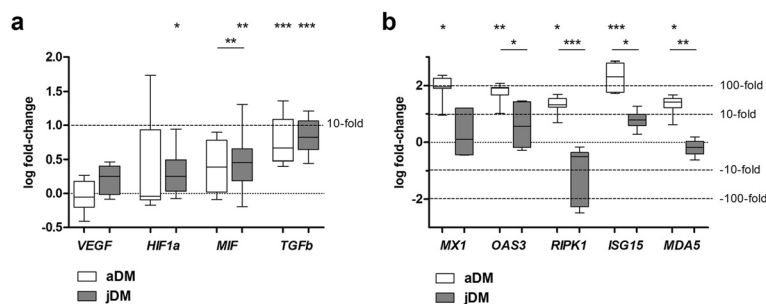 a
* ** *** ***
**
log fold-change
1.5
1.0
0.5
0.0
-0.5
10-fold
VEGF HIF1a MIF TGFb
aDM
jDM
b
* ** * *** *
* *** * **
log fold-change
2
1
0
-1
-2
100-fold
10-fold
-10-fold
-100-fold
MX1 OAS3 RIPK1 ISG15 MDA5
aDM
jDM